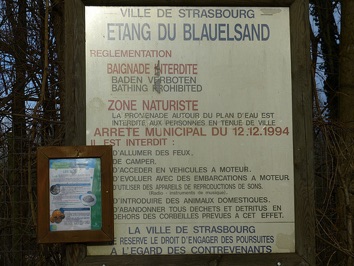 VILLE DE STRASBOURG
ETANG DU BLAUELSAND
REGLEMENTATION
BAIGNADE INTERDITE
BADEN VERBOTEN
BATHING PROHIBITED
ZONE NATURISTE
LA PROMENADE AUTOUR DU PLAN D'EAU EST
INTERDITE AUX PERSONNES EN TENUE DE VILLE
ARRETE MUNICIPAL DU 12.12.1994
IL EST INTERDIT :
D'ALLUMER DES FEUX.
DE CAMPER.
D'ACCEDER EN VEHICULES A MOTEUR.
D'EVOLUER AVEC DES EMBARCATIONS A MOTEUR
D'UTILISER DES APPAREILS DE REPRODUCTIONS DE SONS.
(Radio - instruments de musique).
D'INTRODUIRE DES ANIMAUX DOMESTIQUES.
D'ABANDONNER TOUS DECHETS ET DETRITUS EN
DEHORS DES CORBEILLES PREVUES A CET EFFET.
LA VILLE DE STRASBOURG
SE RESERVE LE DROIT D'ENGAGER DES POURSUITES
A L'EGARD DES CONTREVENANTS